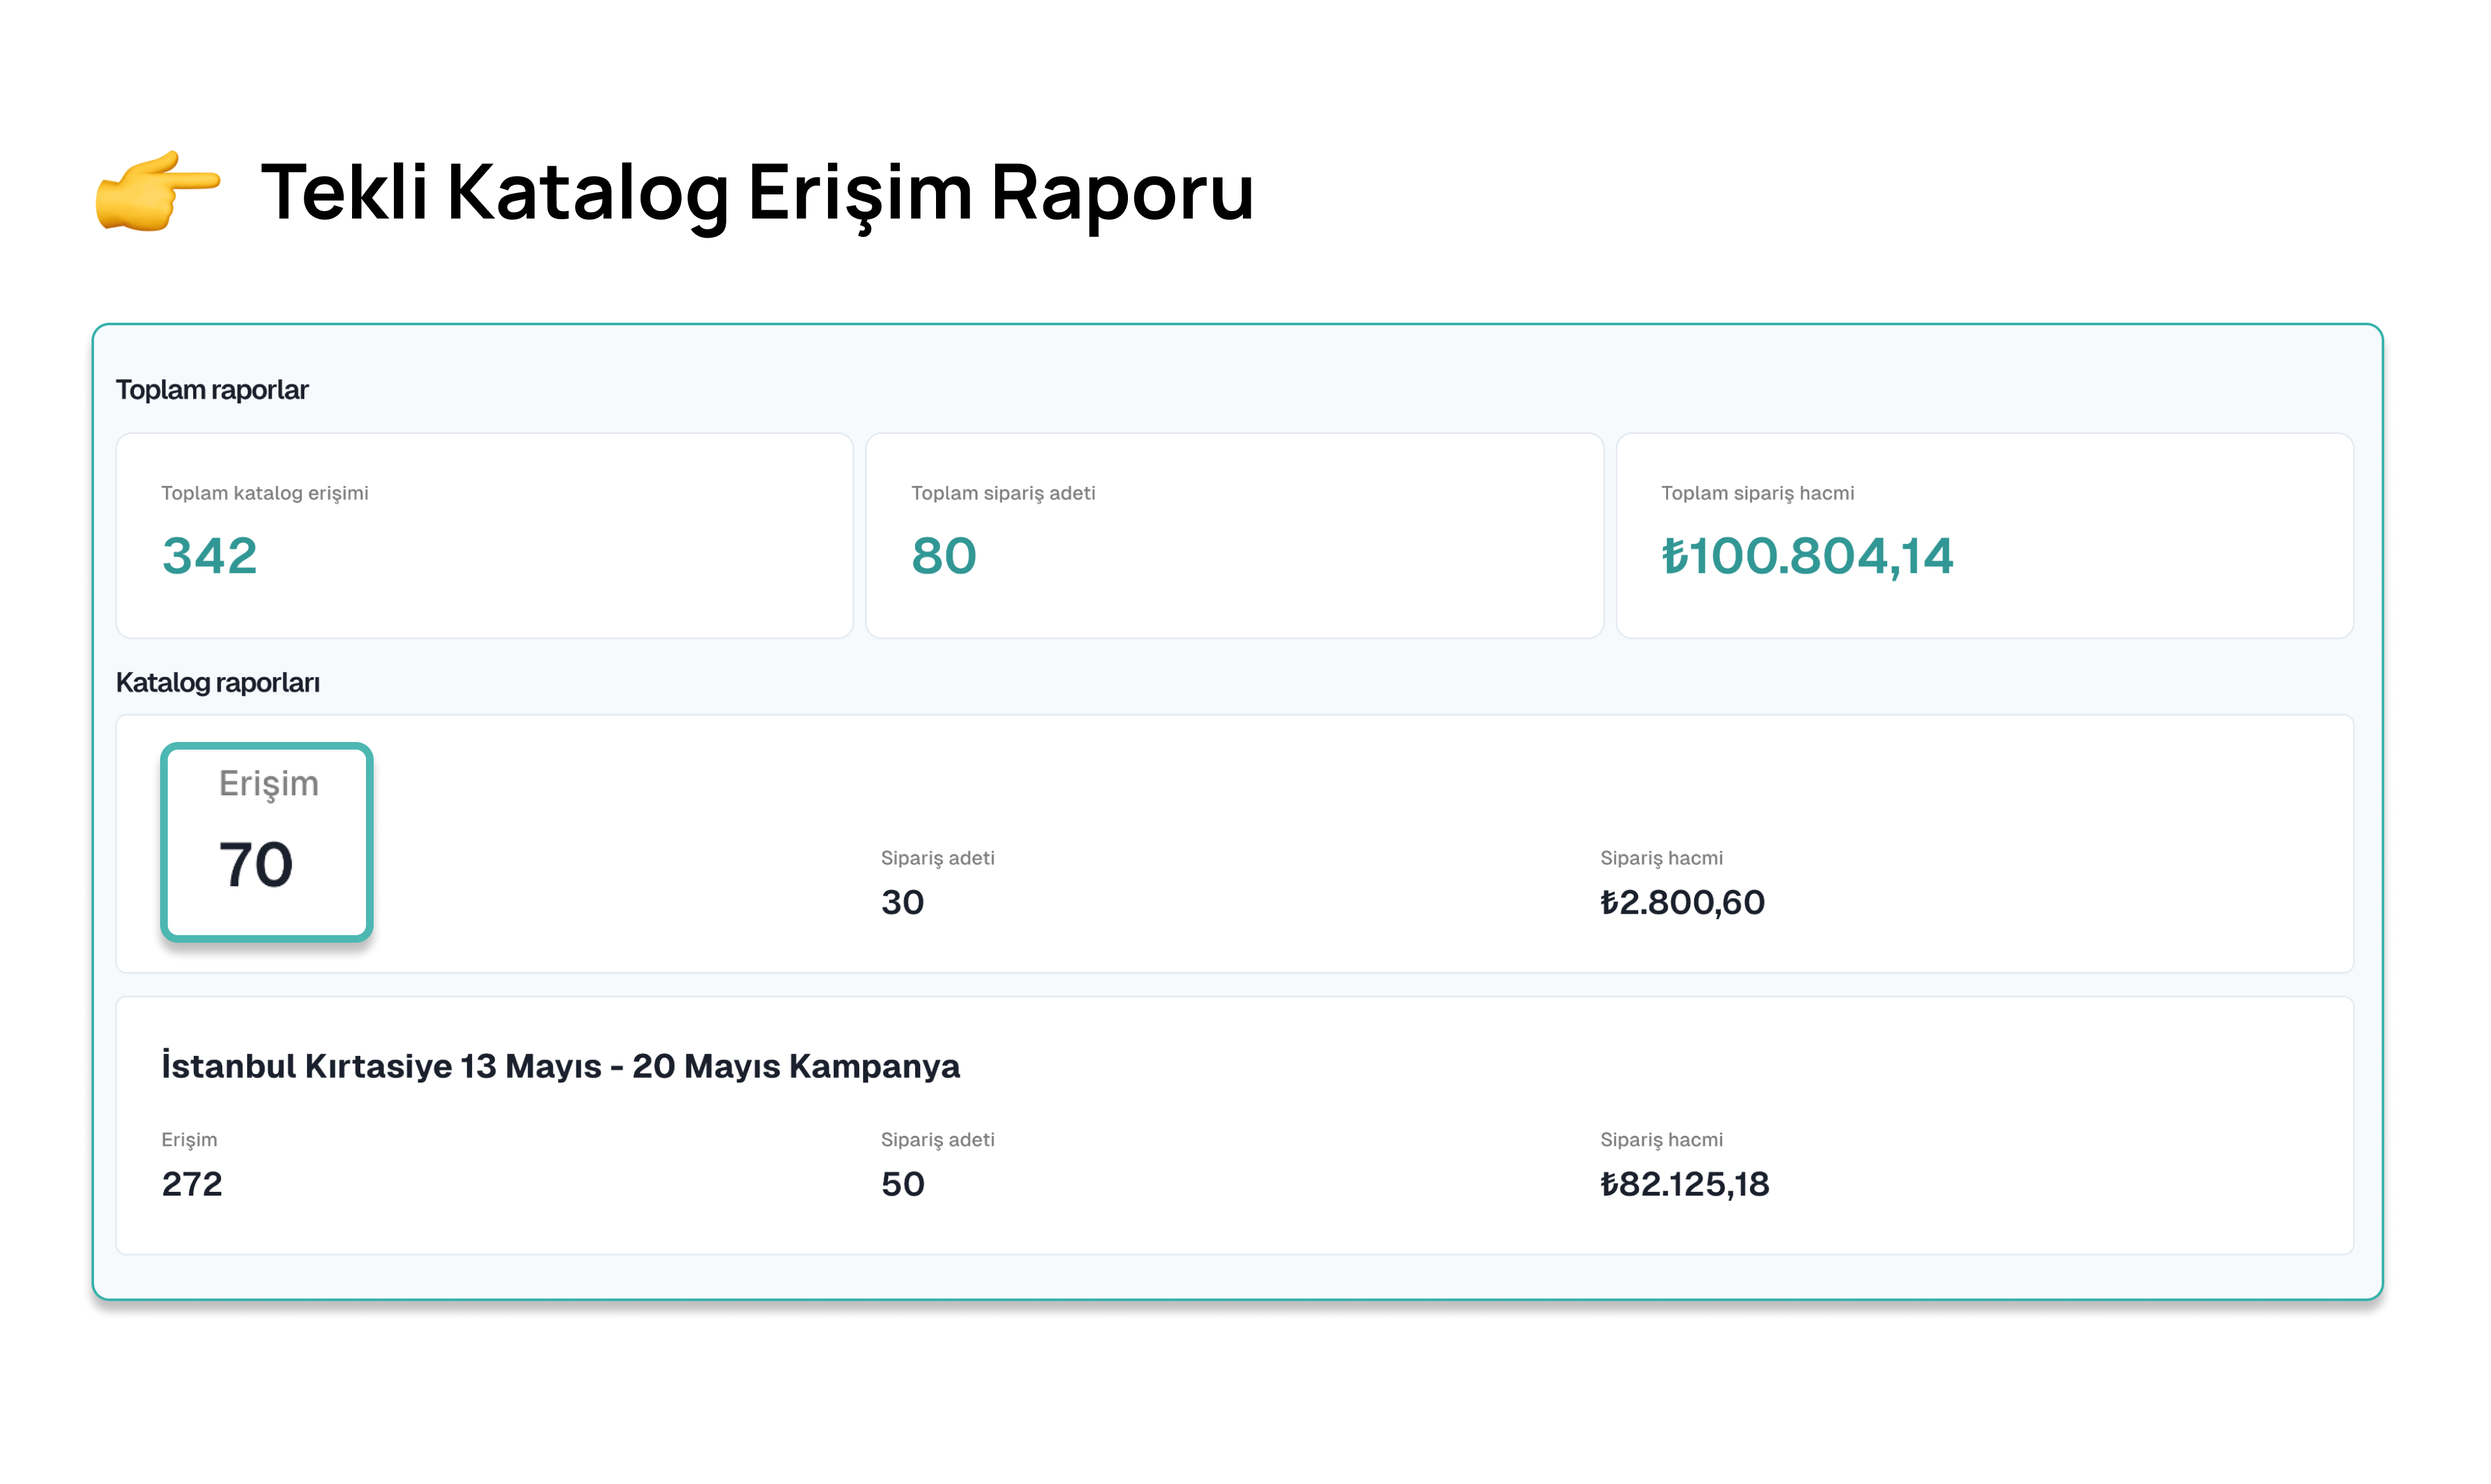 Tekli Katalog Erişim Raporu
Toplam raporlar
Toplam katalog erişimi
342
Toplam sipariş adeti
80
Toplam sipariş hacmi
₺100.804,14
Katalog raporları
Erişim
70
Sipariş adeti
30
Sipariş hacmi
₺2.800,60
İstanbul Kırtasiye 13 Mayıs - 20 Mayıs Kampanya
Erişim
272
Sipariş adeti
50
Sipariş hacmi
₺82.125,18